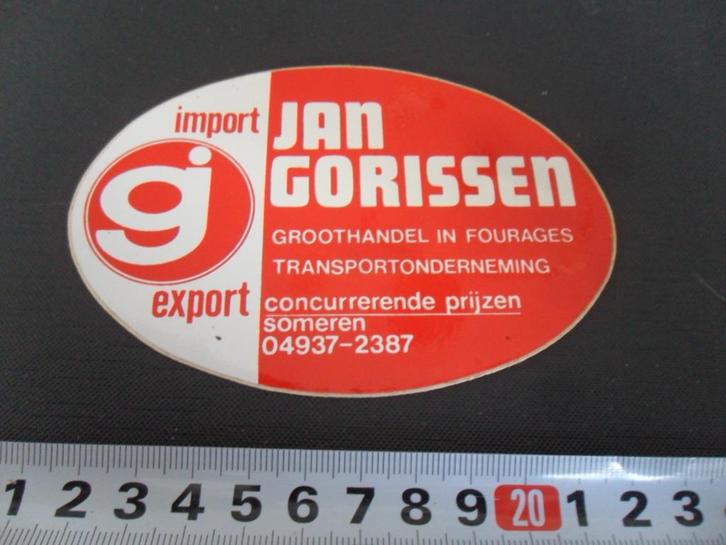 import
JAN
GORISSEN
gj
GROOTHANDEL IN FOURAGES
TRANSPORTONDERNEMING
export
concurrerende prijzen
someren
04937-2387
1 2 3 4 5 6 7 8 9 20 1 2 3